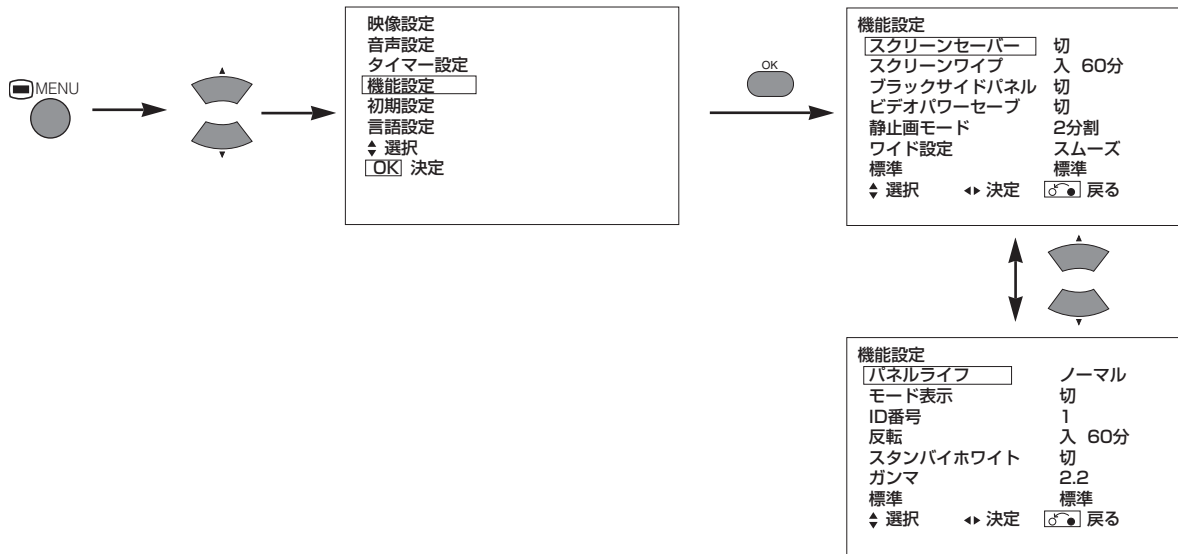 MENU
映像設定
音声設定
タイマー設定
機能設定
初期設定
言語設定
選択
OK 決定
OK
機能設定
スクリーンセーバー 切
スクリーンワイプ 入 60分
ブラックサイドパネル 切
ビデオパワーセーブ 切
静止画モード 2分割
ワイド設定 スムーズ
標準 標準
選択 決定 戻る
機能設定
パネルライフ ノーマル
モード表示 切
ID番号 1
反転 入 60分
スタンバイホワイト 切
ガンマ 2.2
標準 標準
選択 決定 戻る